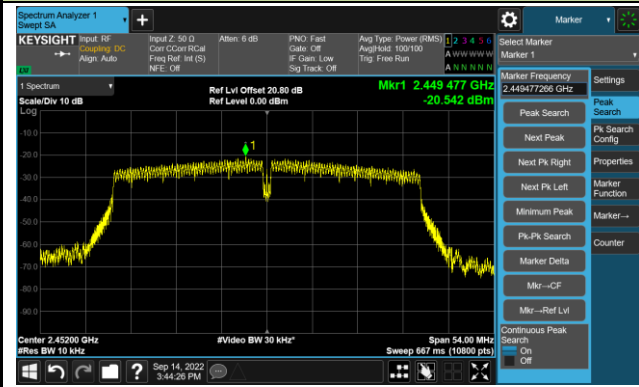 Spectrum Analyzer 1
Swept SA
Marker
KEYSIGHT
Input: RF
Coupling: DC
Align: Auto
Input Z: 50 Ω
Corr CCorr RCal
Freq Ref: Int (S)
NFE: Off
Atten: 6 dB
PNO: Fast
Gate: Off
IF Gain: Low
Sig Track: Off
Avg Type: Power (RMS)
Avg|Hold: 100/100
Trig: Free Run
1 2 3 4 5 6
A W W W W W
A N N N N N
Select Marker
Marker 1
1 Spectrum
Scale/Div 10 dB
Ref Lvl Offset 20.80 dB
Ref Level 0.00 dBm
Mkr1 2.449 477 GHz
-20.542 dBm
Log
-10.0
-20.0
-30.0
-40.0
-50.0
-60.0
-70.0
-80.0
-90.0
1
Center 2.45200 GHz
#Res BW 10 kHz
#Video BW 30 kHz*
Span 54.00 MHz
Sweep 667 ms (10800 pts)
Marker Frequency
2.449477266 GHz
Peak Search
Next Peak
Next Pk Right
Next Pk Left
Minimum Peak
Pk-Pk Search
Marker Delta
Mkr→CF
Mkr→Ref Lvl
Continuous Peak
Search
On
Off
Settings
Peak
Search
Pk Search
Config
Properties
Marker
Function
Marker→
Counter
Sep 14, 2022
3:44:26 PM